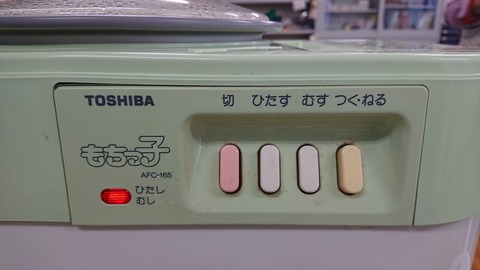 TOSHIBA
切 ひたす むす つく・ねる
もちっ子
AFC-165
ひたし
むし